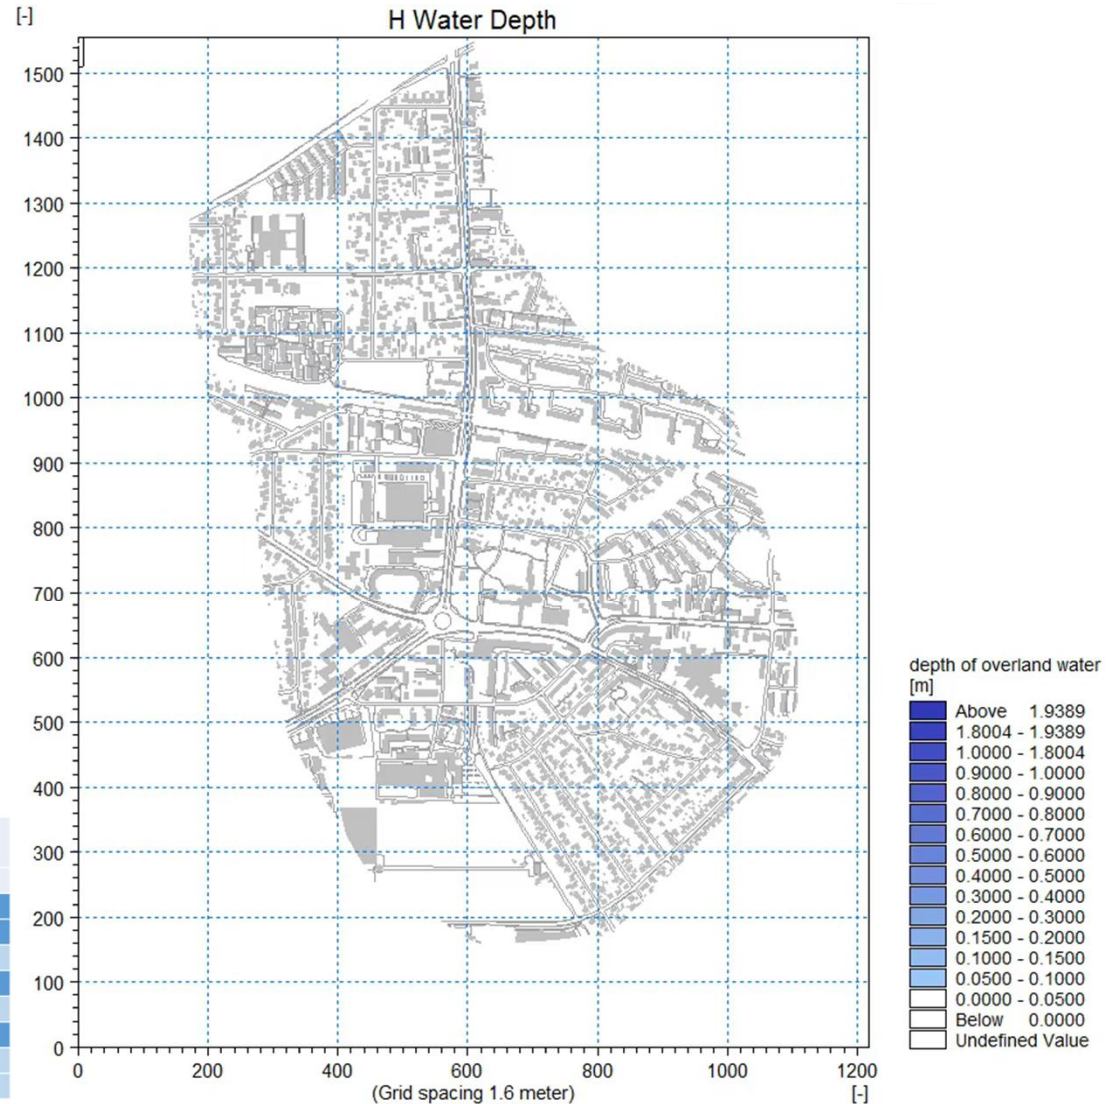 [-]
H Water Depth
1500
1400
1300
1200
1100
1000
900
800
700
600
500
400
300
200
100
0
0 200 400 600 800 1000 1200
(Grid spacing 1.6 meter)
[-]
depth of overland water
[m]
Above 1.9389
1.8004 - 1.9389
1.0000 - 1.8004
0.9000 - 1.0000
0.8000 - 0.9000
0.7000 - 0.8000
0.6000 - 0.7000
0.5000 - 0.6000
0.4000 - 0.5000
0.3000 - 0.4000
0.2000 - 0.3000
0.1500 - 0.2000
0.1000 - 0.1500
0.0500 - 0.1000
0.0000 - 0.0500
Below 0.0000
Undefined Value